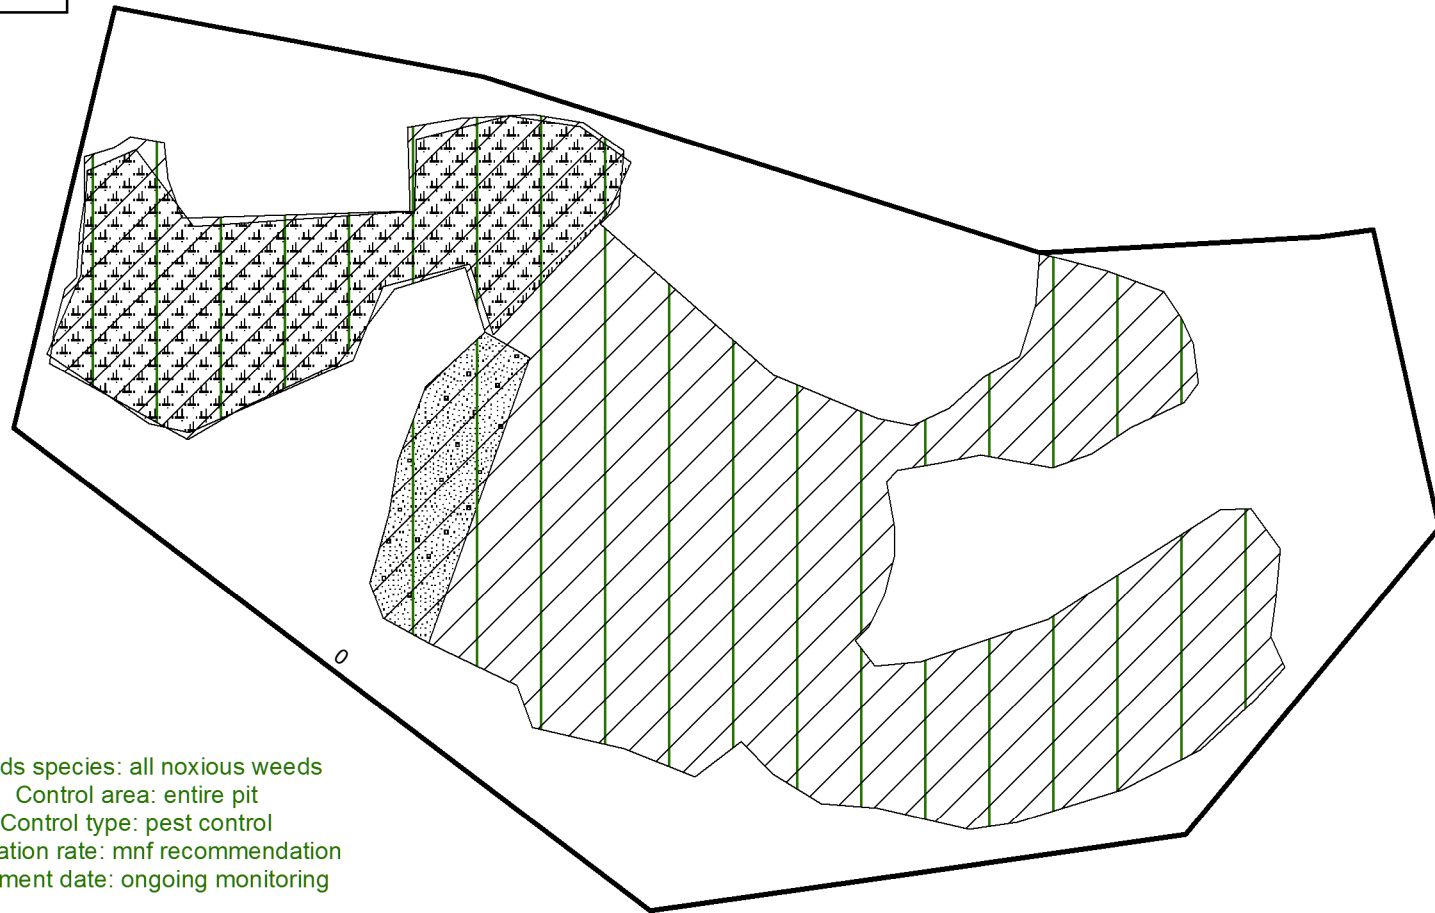 0
ds species: all noxious weeds
Control area: entire pit
Control type: pest control
ation rate: mnf recommendation
ment date: ongoing monitoring